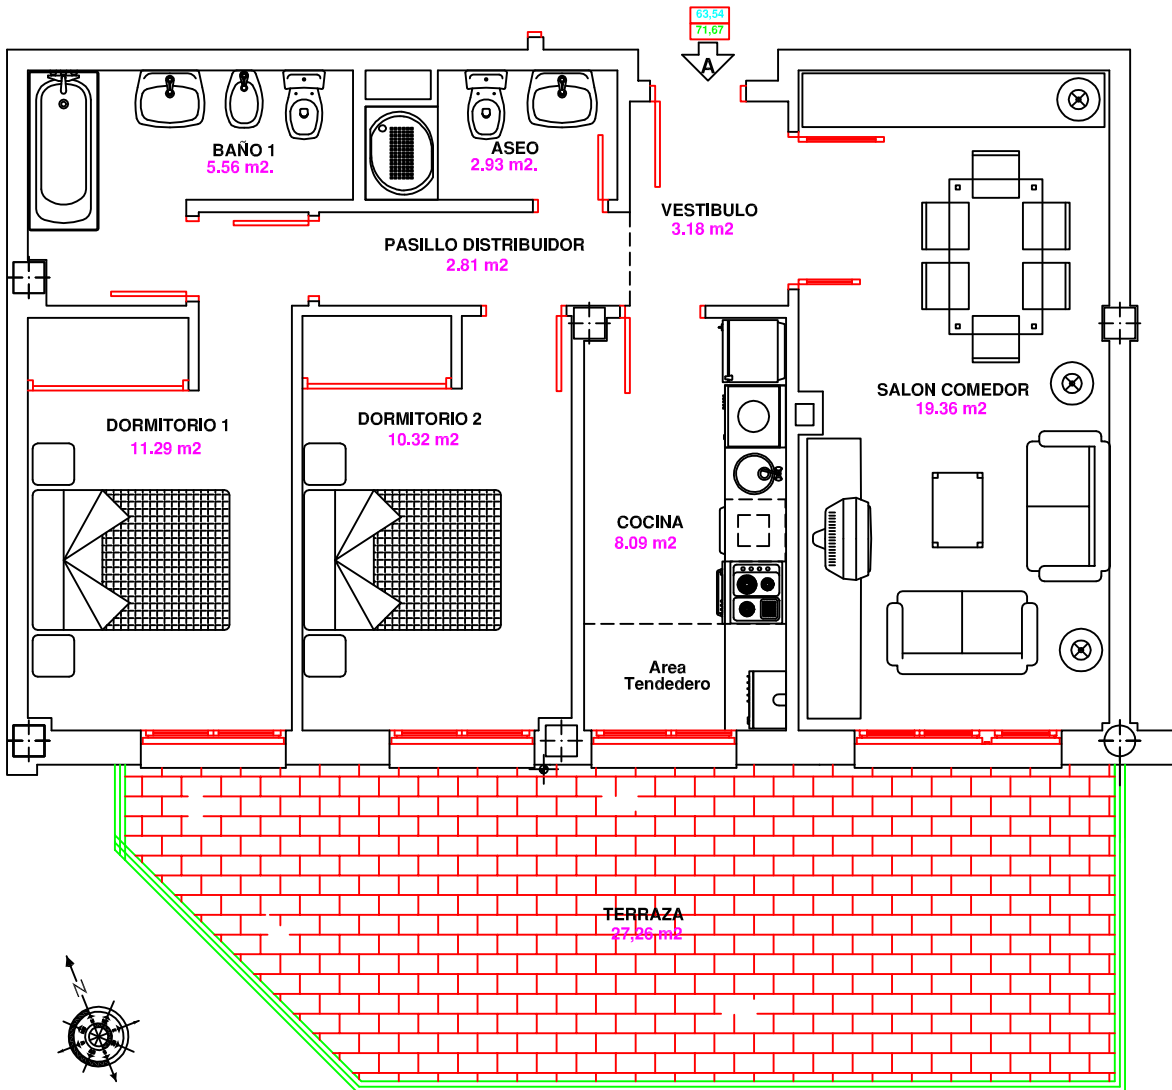 63,54
71,67
A
BAÑO 1
5.56 m2.
ASEO
2.93 m2.
VESTIBULO
3.18 m2
PASILLO DISTRIBUIDOR
2.81 m2
SALON COMEDOR
19.36 m2
DORMITORIO 1
11.29 m2
DORMITORIO 2
10.32 m2
COCINA
8.09 m2
Area
Tendedero
TERRAZA
27,26 m2
N